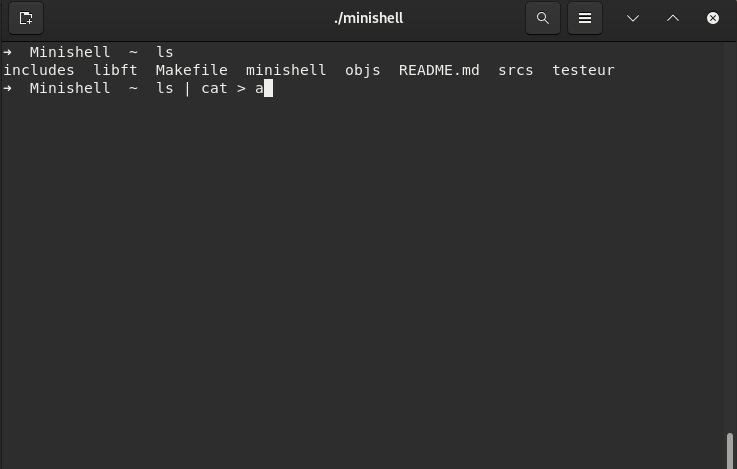 ./minishell
➜  Minishell  ~  ls
includes  libft  Makefile  minishell  objs  README.md  srcs  testeur
➜  Minishell  ~  ls | cat > a